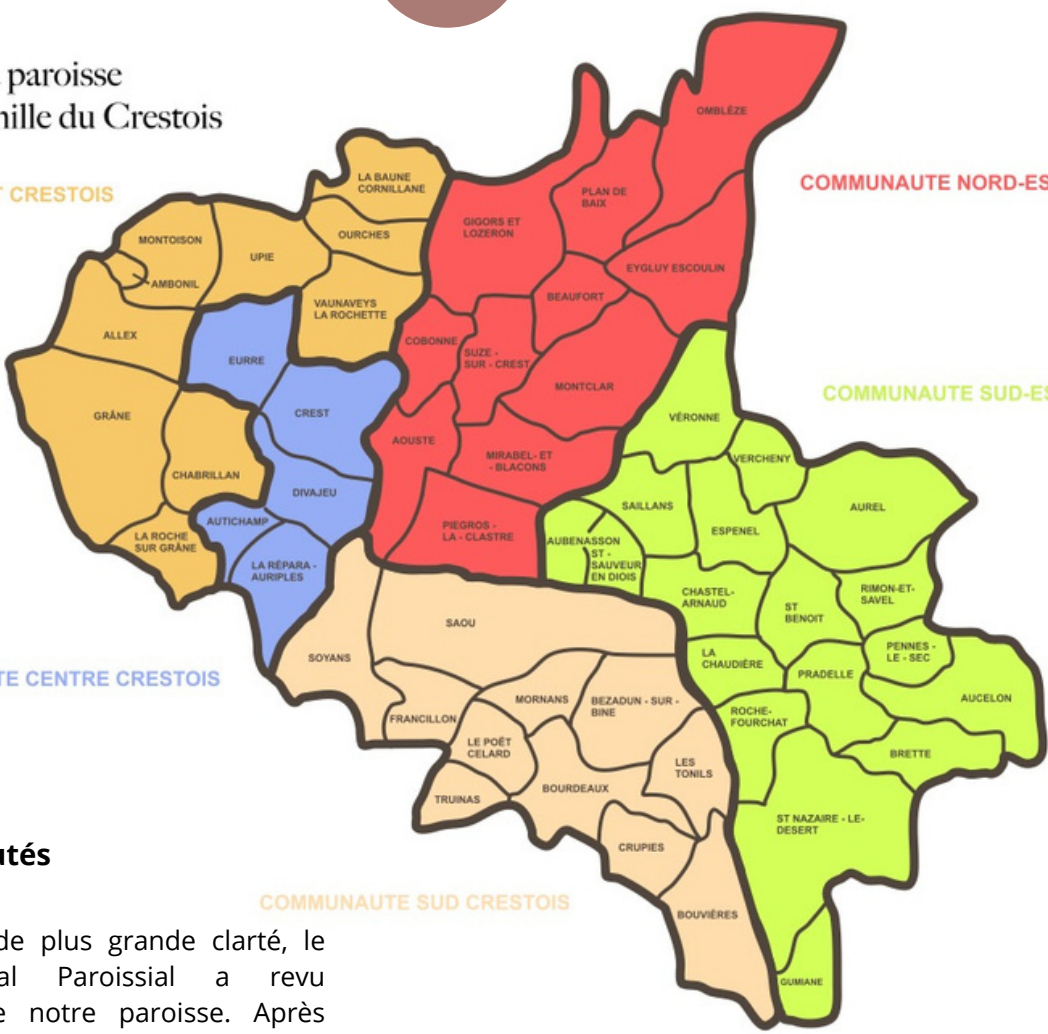 paroisse
ille du Crestois
CRESTOIS
COMMUNAUTE NORD-ES
COMMUNAUTE SUD-ES
OMBLÈZE
LA BAUNE
CORNILLANE
PLAN DE
BAIX
GIGORS ET
LOZERON
OURCHES
MONTOISON
UPIE
EYGLUY ESCOULIN
AMBONIL
BEAUFORT
VAUNAVEYS
LA ROCHETTE
ALLEX
COBONNE
SUZE -
SUR - CREST
EURRE
MONTCLAR
GRÂNE
CREST
VÉRONNE
AOUSTE
MIRABEL- ET
- BLACONS
VERCHENY
CHABRILLAN
DIVAJEU
SAILLANS
AUREL
AUTICHAMP
PIEGROS -
LA - CLASTRE
ESPENEL
LA ROCHE
SUR GRÂNE
AUBENASSON
ST -
SAUVEUR
EN DIOIS
LA RÉPARA -
AURIPLES
CHASTEL-
ARNAUD
RIMON-ET-
SAVEL
ST
BENOIT
SAOU
SOYANS
LA
CHAUDIÈRE
PENNES -
LE - SEC
PRADELLE
TE CENTRE CRESTOIS
MORNANS
BEZADUN - SUR -
BINE
AUCELON
FRANCILLON
ROCHE-
FOURCHAT
LE POËT
CELARD
BRETTE
LES
TONILS
BOURDEAUX
TRUINAS
ST NAZAIRE - LE-
DESERT
CRUPIES
COMMUNAUTE SUD CRESTOIS
BOUVIÈRES
GUMIANE
utés
de plus grande clarté, le
al Paroissial a revu
e notre paroisse. Après